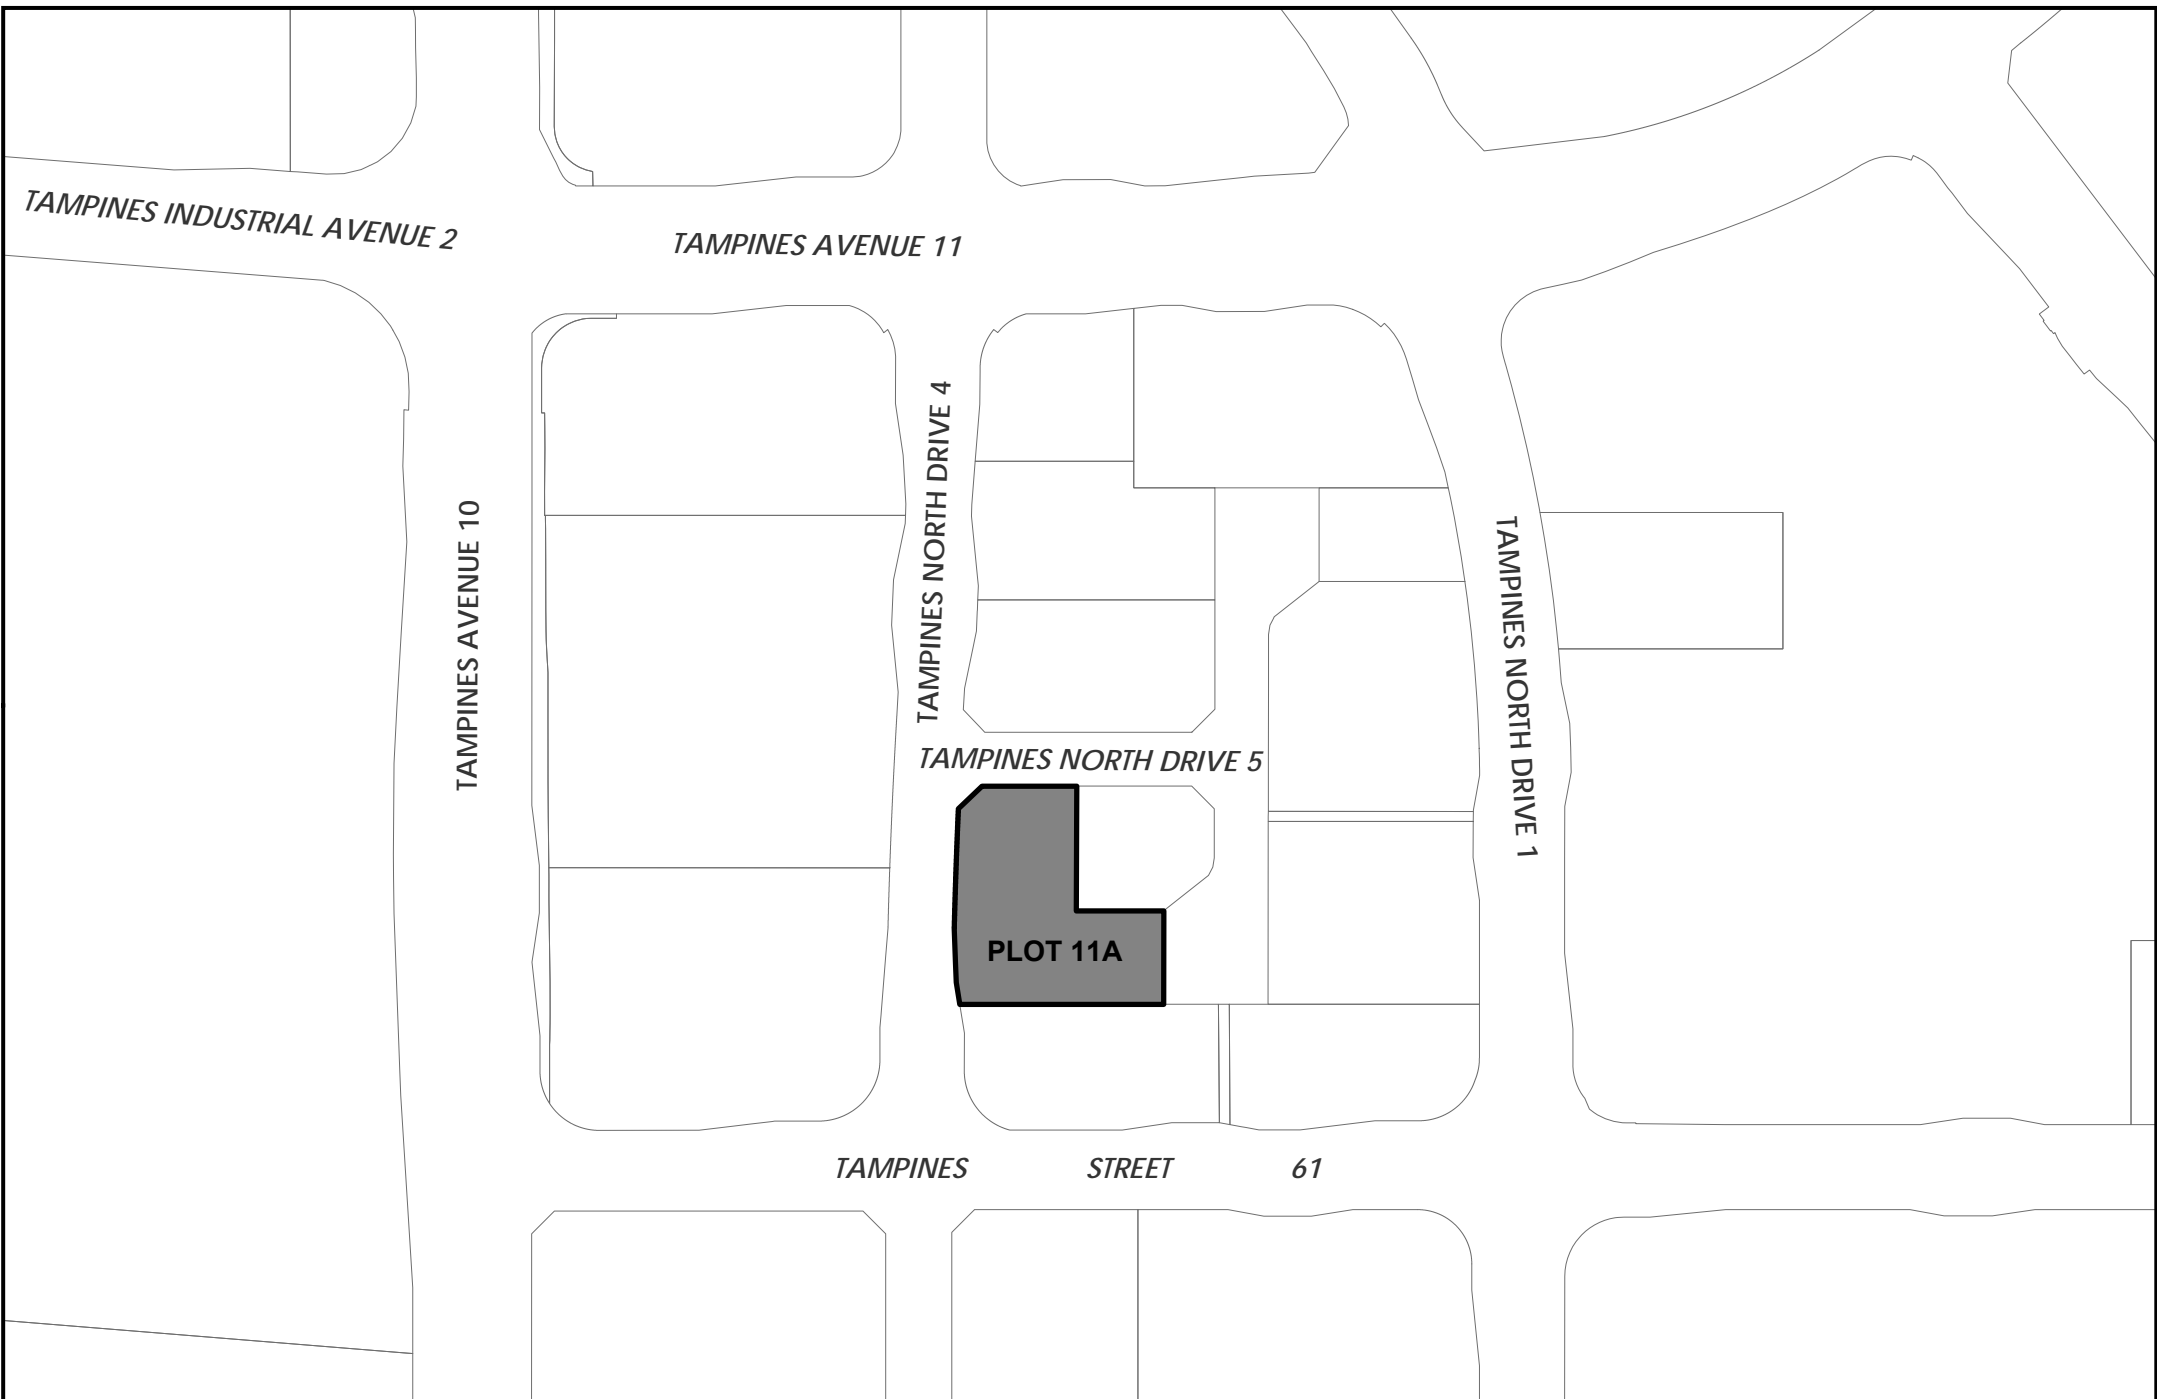 TAMPINES INDUSTRIAL AVENUE 2
TAMPINES AVENUE 11
TAMPINES AVENUE 10
TAMPINES NORTH DRIVE 4
TAMPINES NORTH DRIVE 1
TAMPINES NORTH DRIVE 5
PLOT 11A
TAMPINES STREET 61